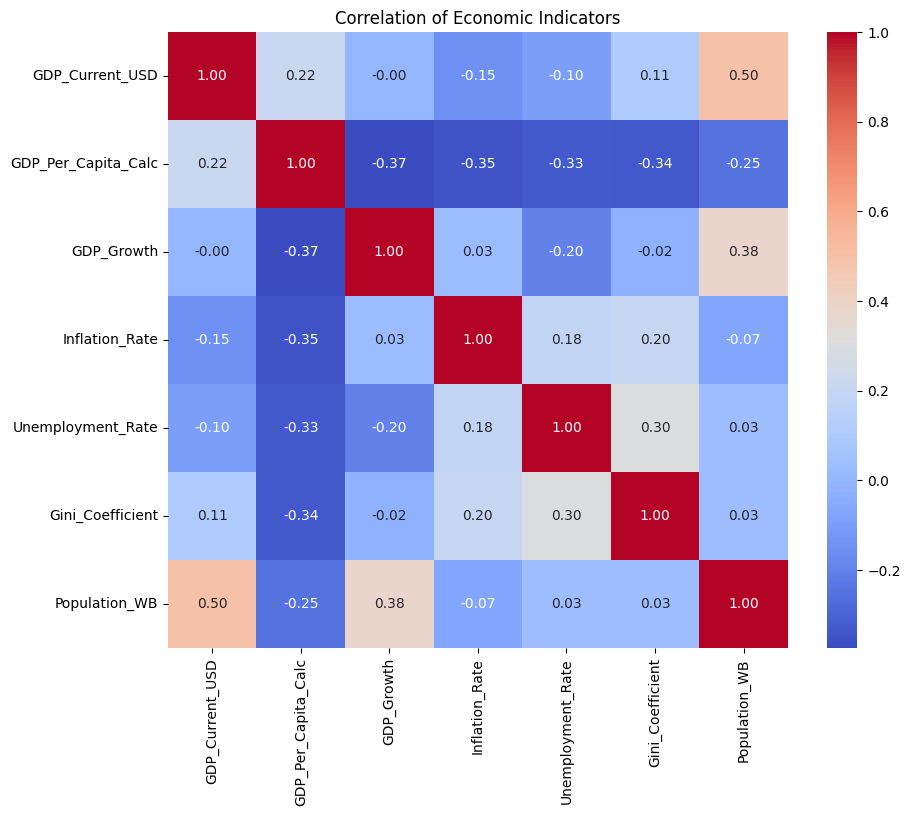 Correlation of Economic Indicators
GDP_Current_USD 1.00 0.22 -0.00 -0.15 -0.10 0.11 0.50
GDP_Per_Capita_Calc 0.22 1.00 -0.37 -0.35 -0.33 -0.34 -0.25
GDP_Growth -0.00 -0.37 1.00 0.03 -0.20 -0.02 0.38
Inflation_Rate -0.15 -0.35 0.03 1.00 0.18 0.20 -0.07
Unemployment_Rate -0.10 -0.33 -0.20 0.18 1.00 0.30 0.03
Gini_Coefficient 0.11 -0.34 -0.02 0.20 0.30 1.00 0.03
Population_WB 0.50 -0.25 0.38 -0.07 0.03 0.03 1.00
GDP_Current_USD
GDP_Per_Capita_Calc
GDP_Growth
Inflation_Rate
Unemployment_Rate
Gini_Coefficient
Population_WB
1.0
0.8
0.6
0.4
0.2
0.0
−0.2